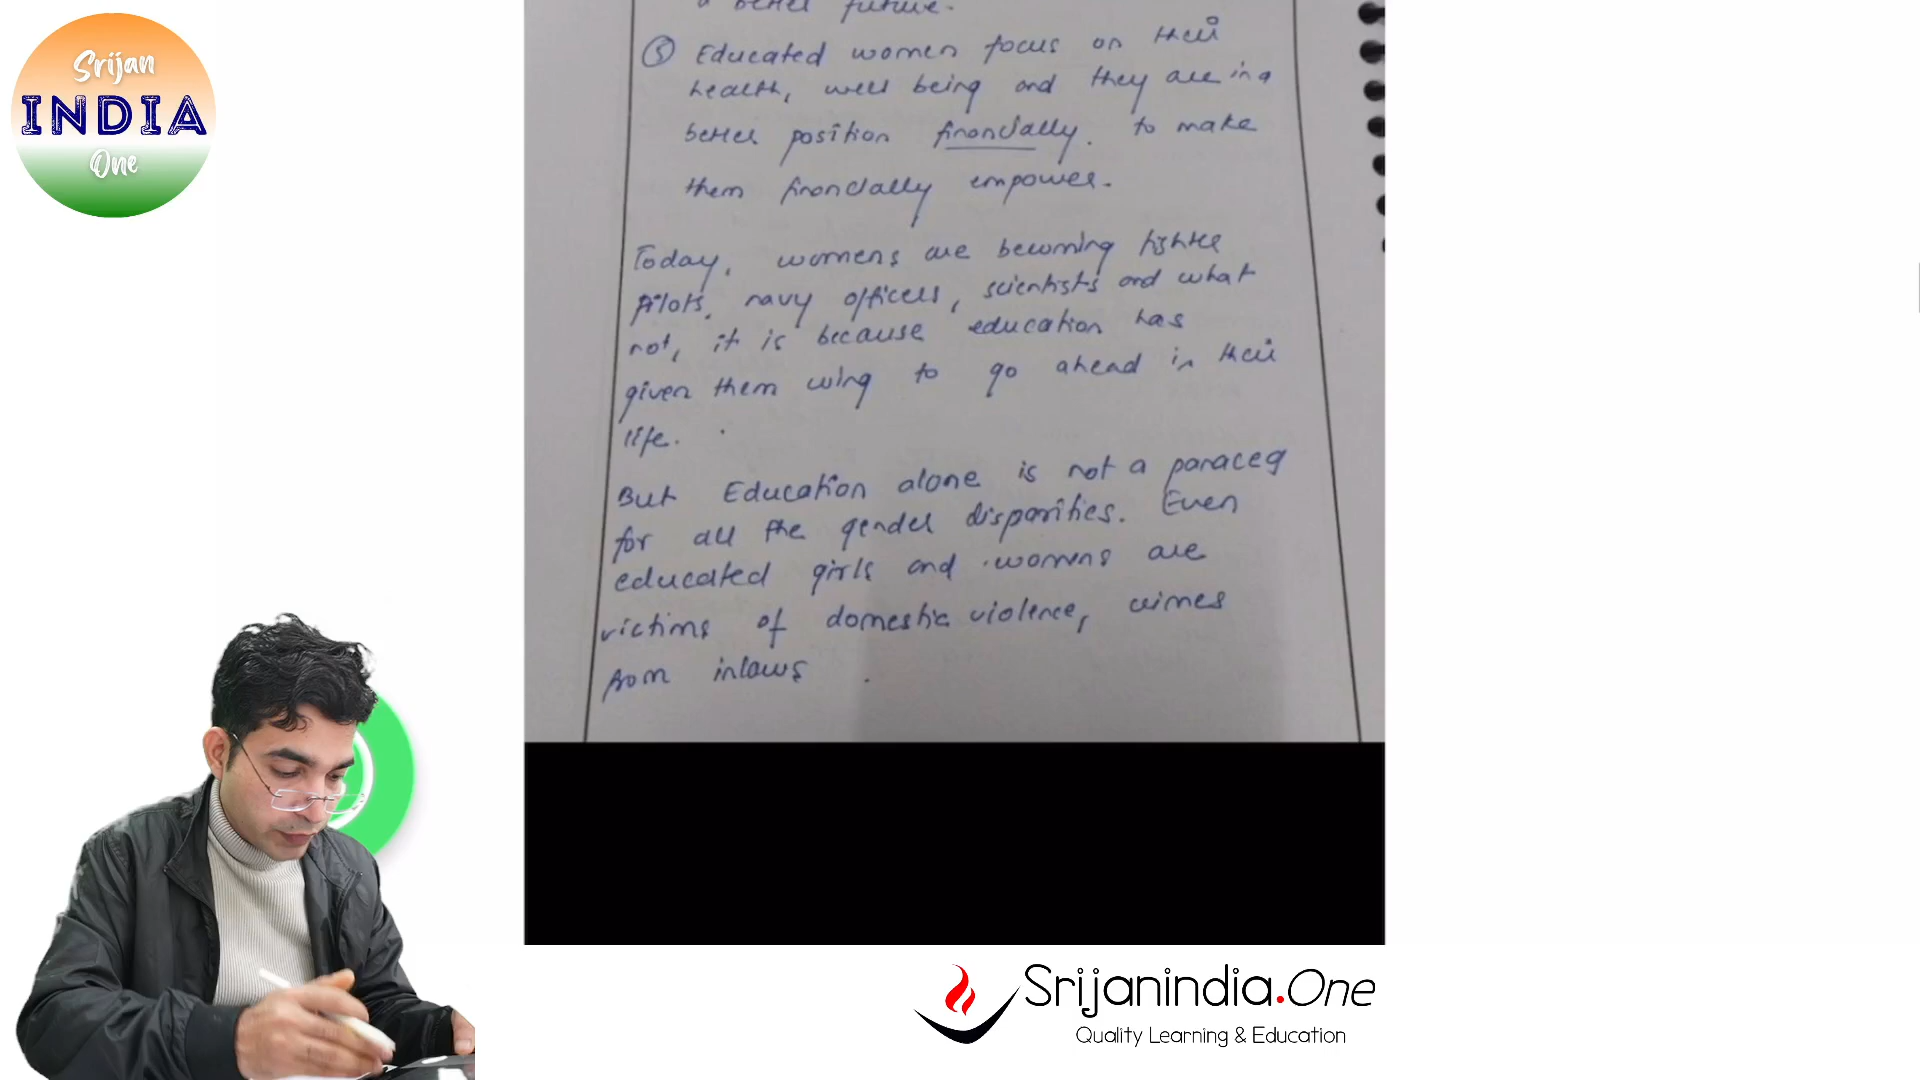 Srijan
INDIA
One
a better future.
(5) Educated women focus on their
health, well being and they are in a
better position financially. to make
them financially empower.
Today, womens are becoming fighter
pilots, navy officers, scientists and what
not, it is because education has
given them wing to go ahead in their
life.
But Education alone is not a panacea
for all the gender disparities. Even
educated girls and womens are
victims of domestic violence, crimes
from inlaws
Srijanindia.One
Quality Learning & Education